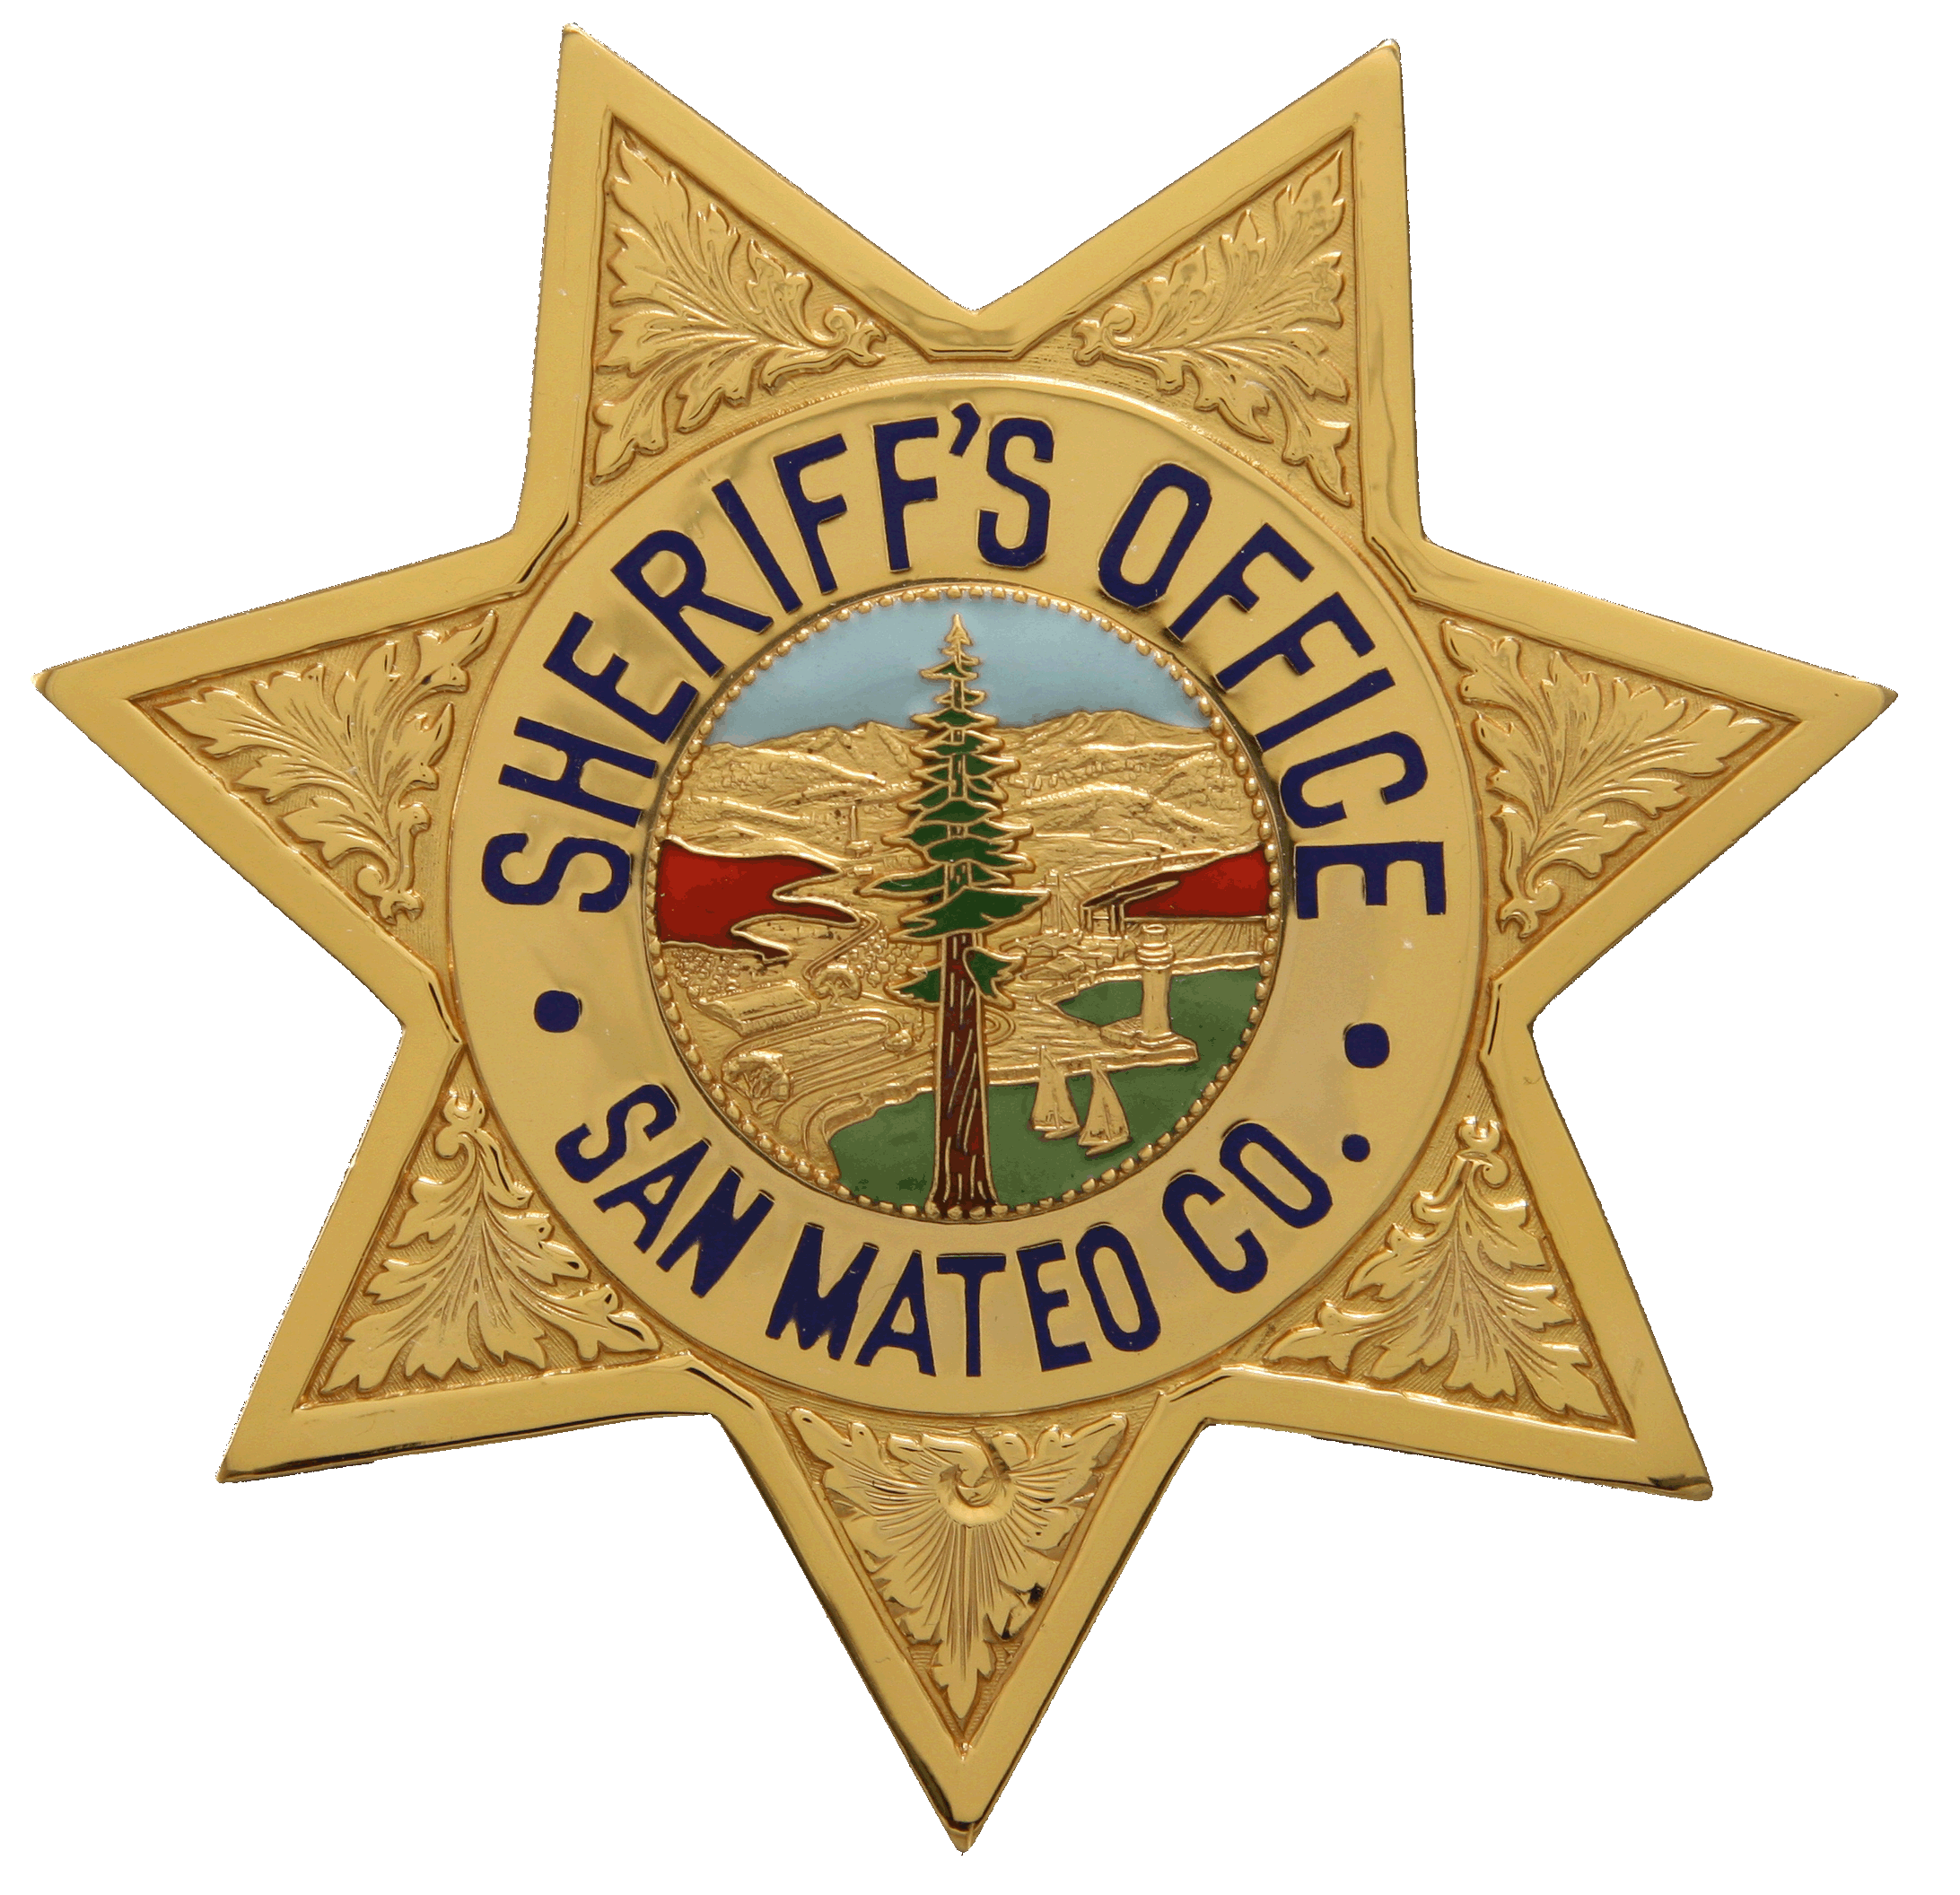 SHERIFF'S OFFICE
• SAN MATEO CO. •